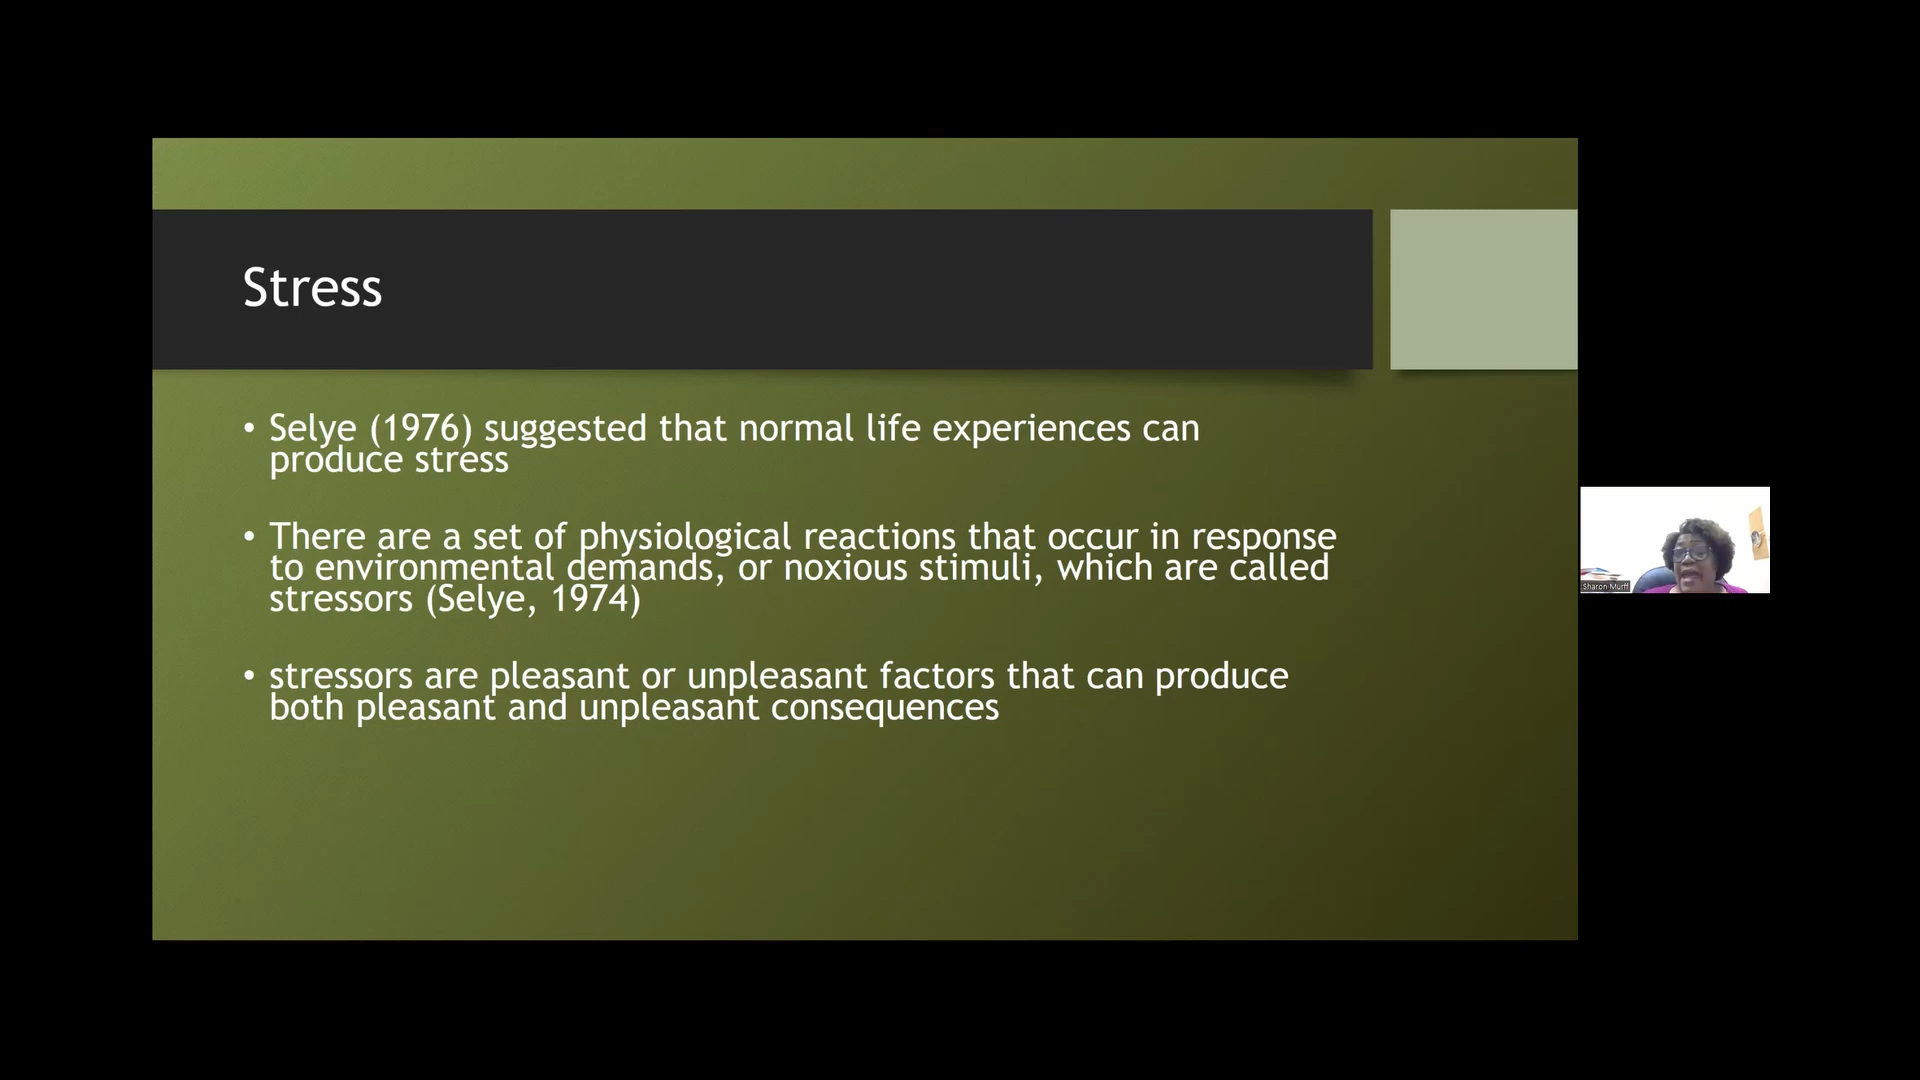 Stress
• Selye (1976) suggested that normal life experiences can
produce stress
• There are a set of physiological reactions that occur in response
to environmental demands, or noxious stimuli, which are called
stressors (Selye, 1974)
• stressors are pleasant or unpleasant factors that can produce
both pleasant and unpleasant consequences
Sharon Murff